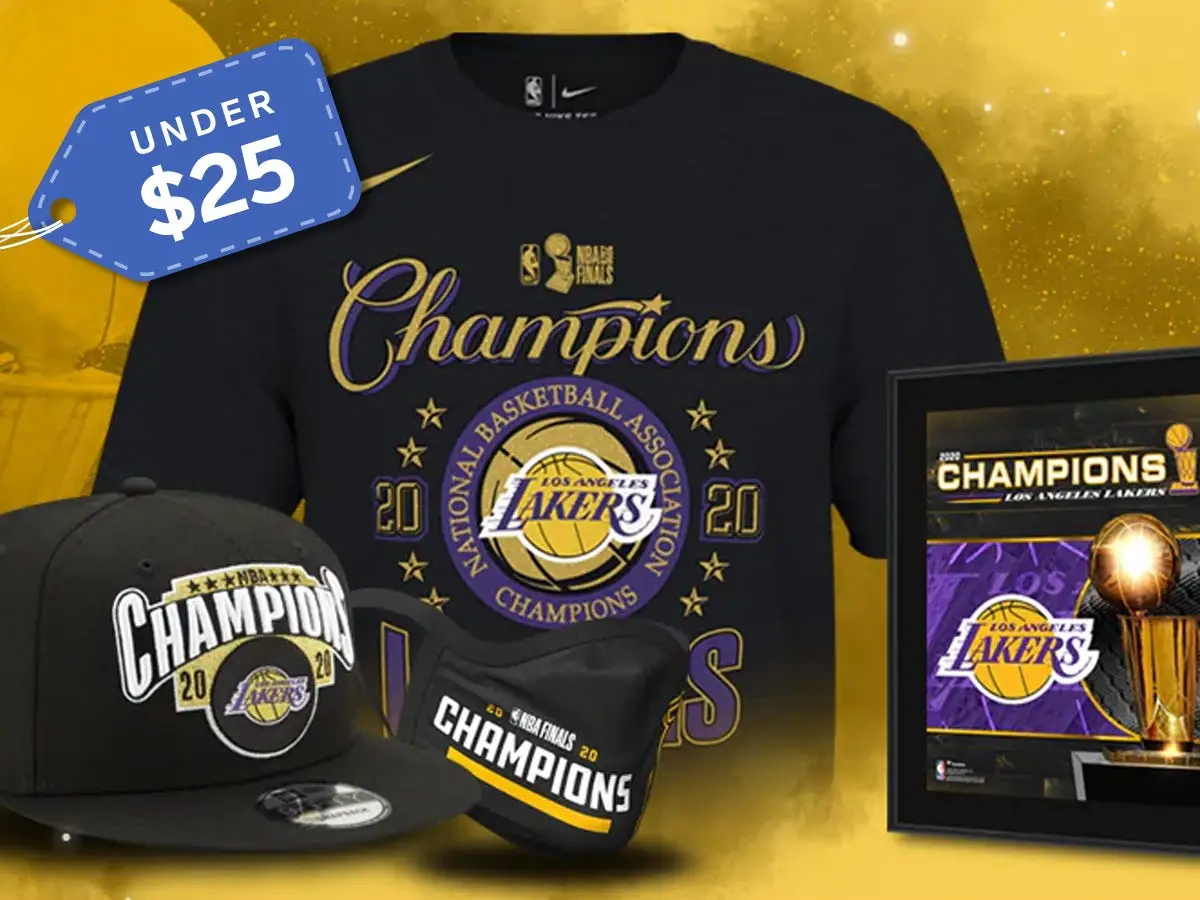 UNDER
$25
NBA
FINALS
Champions
NATIONAL BASKETBALL ASSOCIATION
20
LOS ANGELES
LAKERS
20
CHAMPIONS
NBA
CHAMPIONS
20
20
LAKERS
20 NBA FINALS 20
CHAMPIONS
2020
CHAMPIONS
LOS ANGELES LAKERS
LOS
LOS ANGELES
LAKERS